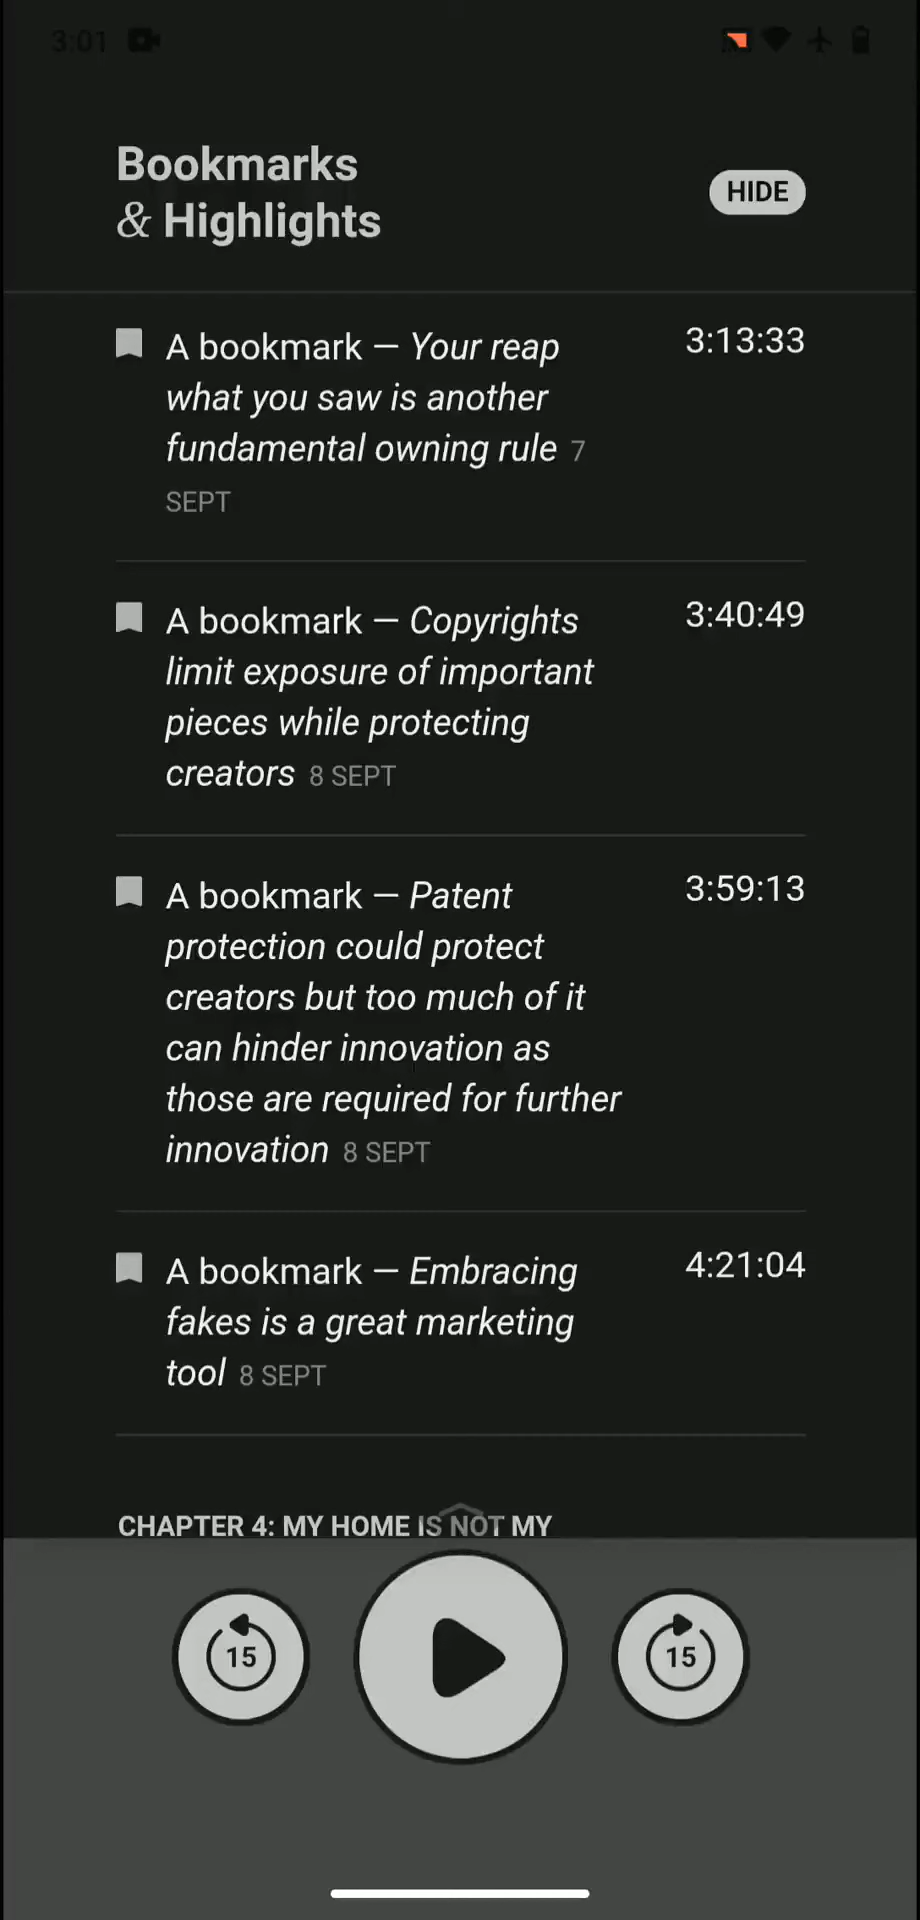 3:01
Bookmarks
& Highlights
HIDE
A bookmark — Your reap
what you saw is another
fundamental owning rule 7
SEPT
3:13:33
A bookmark — Copyrights
limit exposure of important
pieces while protecting
creators 8 SEPT
3:40:49
A bookmark — Patent
protection could protect
creators but too much of it
can hinder innovation as
those are required for further
innovation 8 SEPT
3:59:13
A bookmark — Embracing
fakes is a great marketing
tool 8 SEPT
4:21:04
CHAPTER 4: MY HOME IS NOT MY
15
15